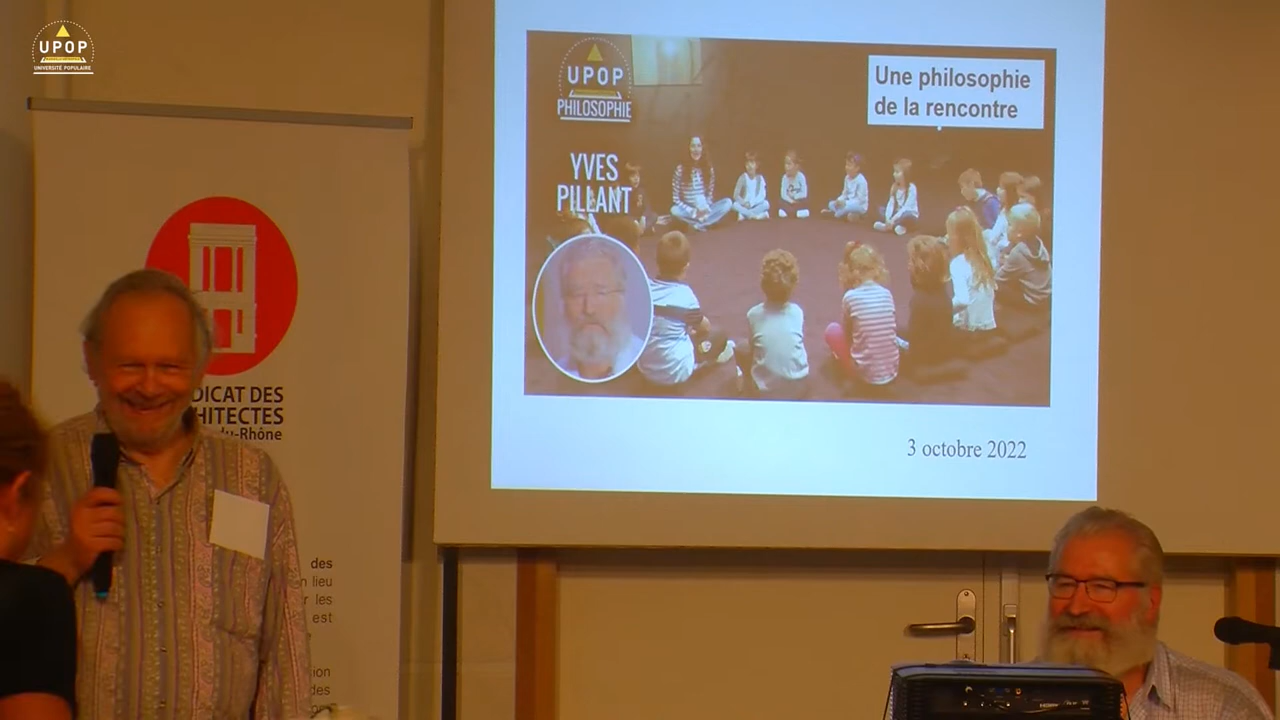 UPOP
UNIVERSITÉ POPULAIRE
UPOP
PHILOSOPHIE
YVES
PILLANT
Une philosophie
de la rencontre
3 octobre 2022
DICAT DES
HITECTES
du-Rhône
des
n lieu
r les
est
ion
des